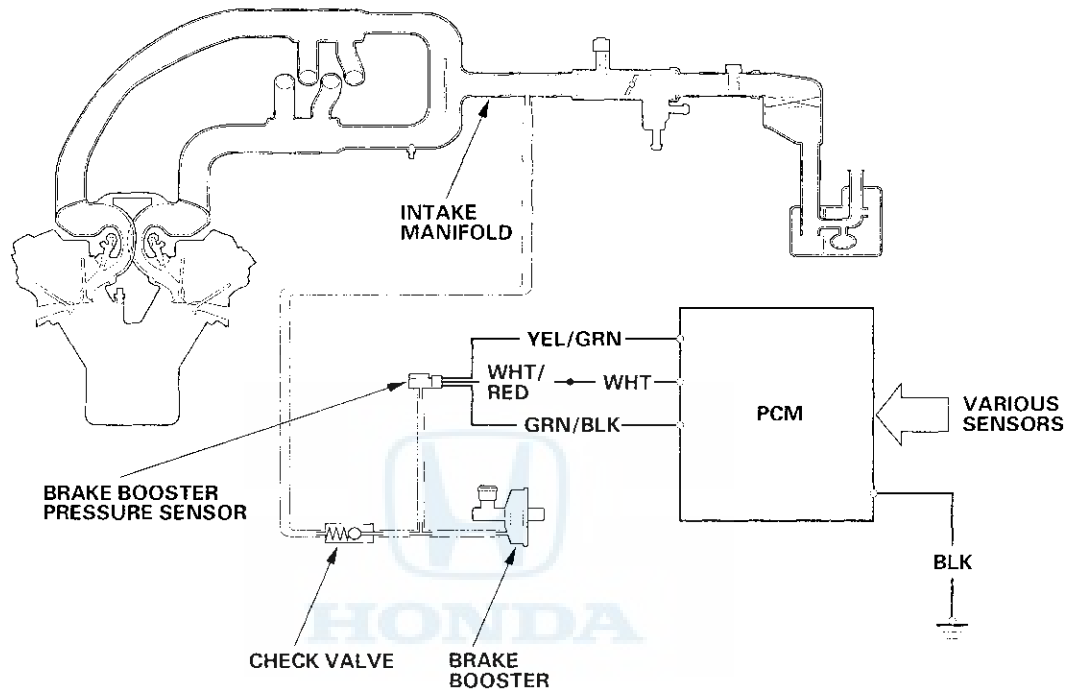 INTAKE
MANIFOLD
YEL/GRN
WHT/
RED
WHT
GRN/BLK
PCM
VARIOUS
SENSORS
BRAKE BOOSTER
PRESSURE SENSOR
BLK
HONDA
CHECK VALVE
BRAKE
BOOSTER